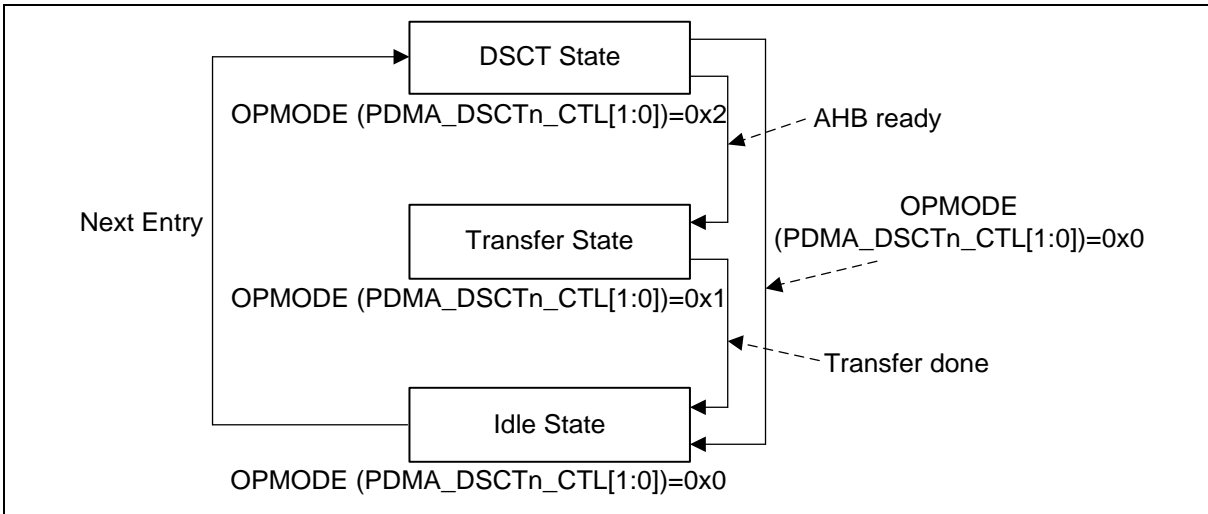 DSCT State
OPMODE (PDMA_DSCTn_CTL[1:0])=0x2
AHB ready
Next Entry
OPMODE
(PDMA_DSCTn_CTL[1:0])=0x0
Transfer State
OPMODE (PDMA_DSCTn_CTL[1:0])=0x1
Transfer done
Idle State
OPMODE (PDMA_DSCTn_CTL[1:0])=0x0